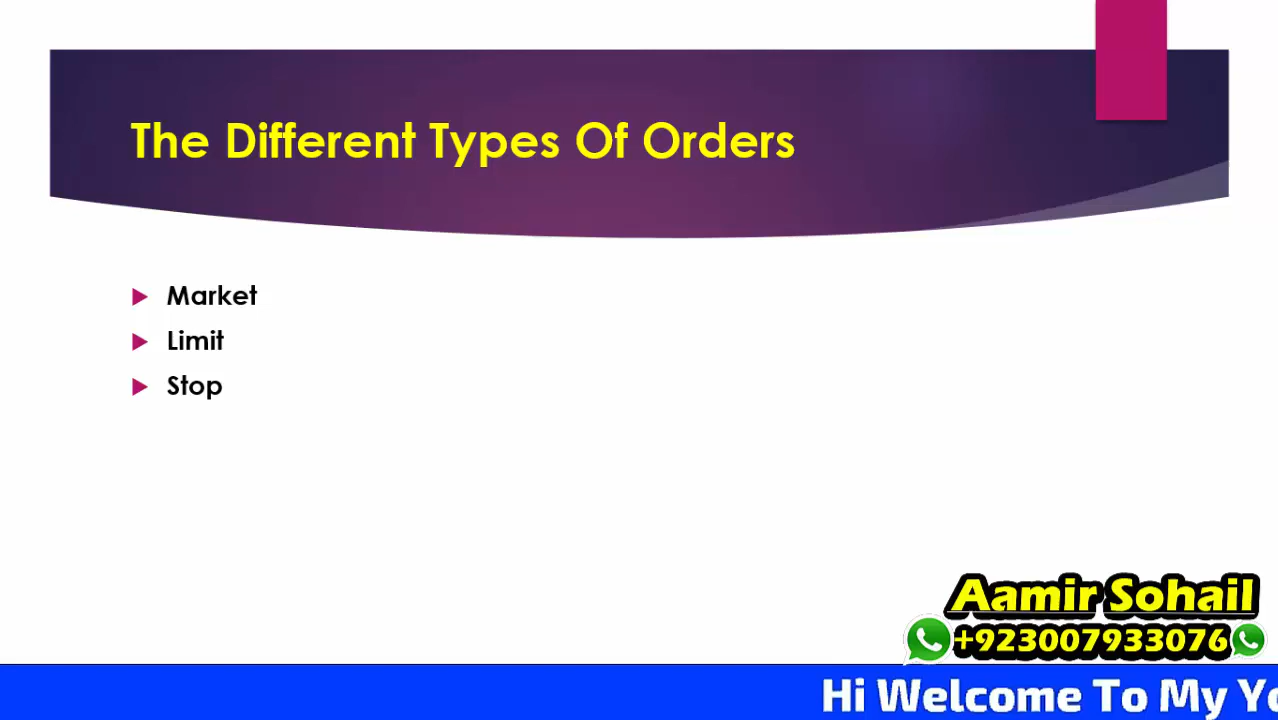 The Different Types Of Orders
Market
Limit
Stop
Aamir Sohail
+923007933076
Hi Welcome To My